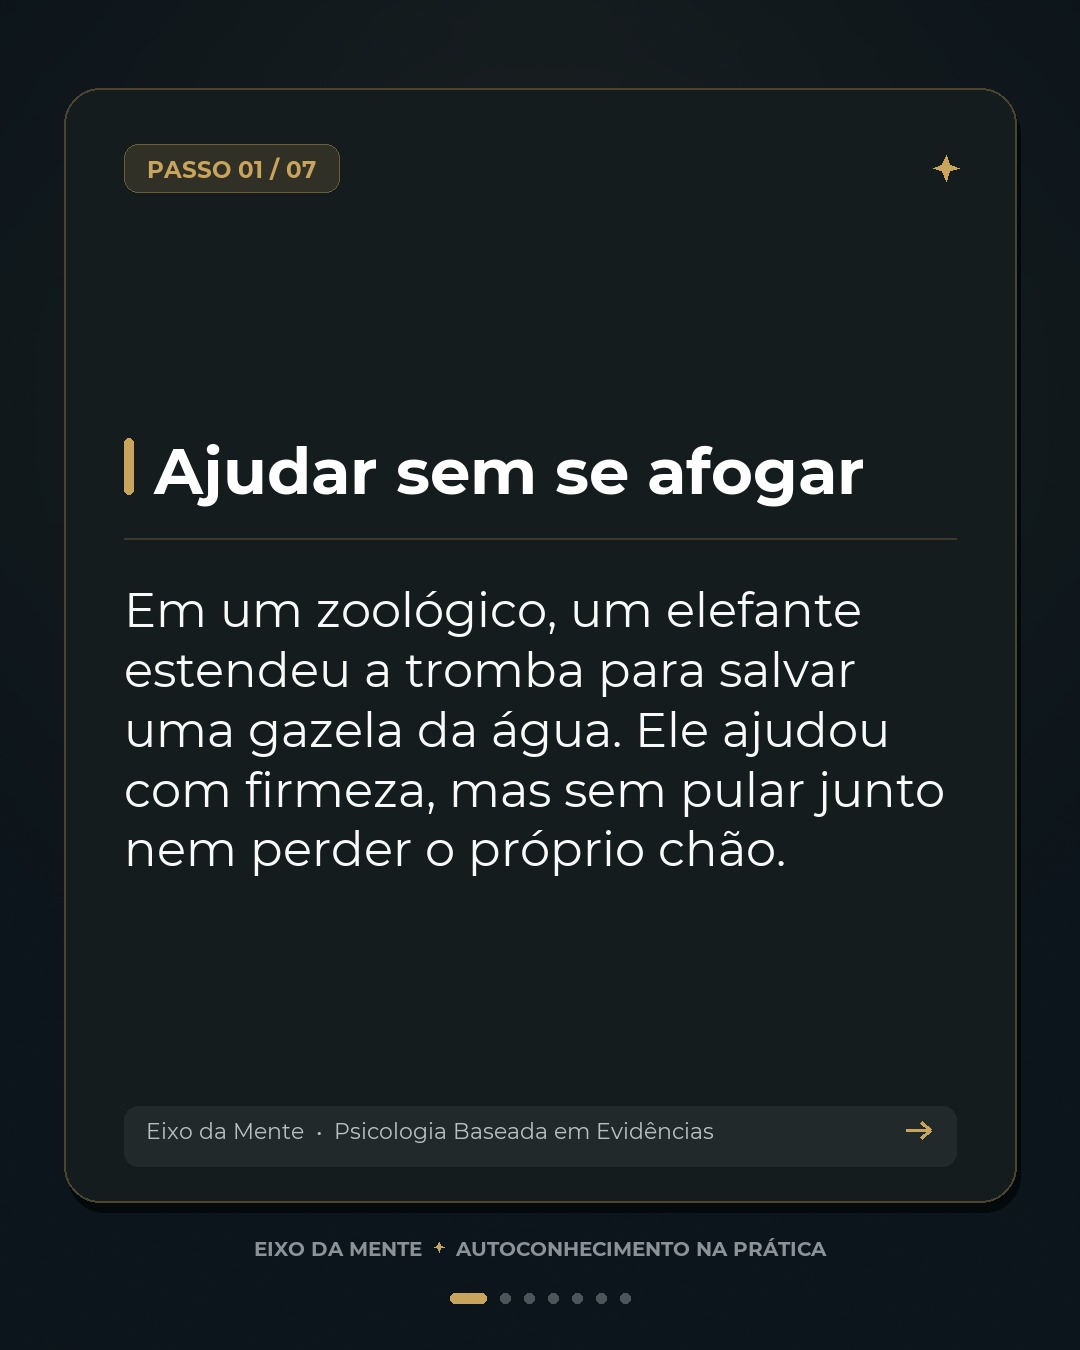 PASSO 01 / 07
Ajudar sem se afogar
Em um zoológico, um elefante
estendeu a tromba para salvar
uma gazela da água. Ele ajudou
com firmeza, mas sem pular junto
nem perder o próprio chão.
Eixo da Mente • Psicologia Baseada em Evidências →
EIXO DA MENTE ✦ AUTOCONHECIMENTO NA PRÁTICA